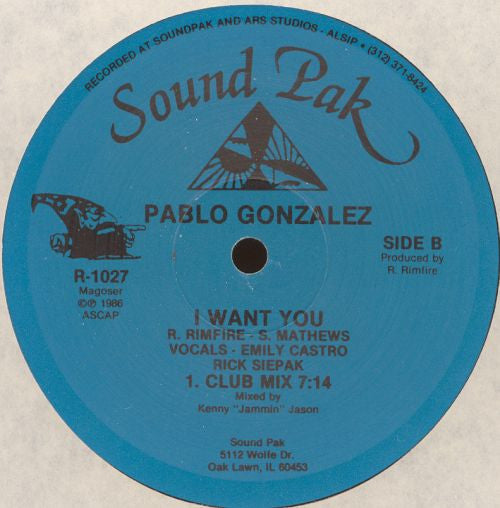 RECORDED AT SOUNDPAK AND ARS STUDIOS - ALSIP • (312) 371-8424
Sound Pak
PABLO GONZALEZ
SIDE B
Produced by
R. Rimfire
R-1027
Magoser
©℗ 1986
ASCAP
I WANT YOU
R. RIMFIRE - S. MATHEWS
VOCALS - EMILY CASTRO
RICK SIEPAK
1. CLUB MIX 7:14
Mixed by
Kenny "Jammin" Jason
Sound Pak
5112 Wolfe Dr.
Oak Lawn, IL 60453